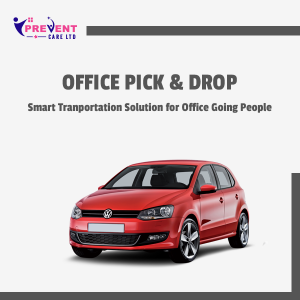 PREVENT
CARE LTD
OFFICE PICK & DROP
Smart Tranportation Solution for Office Going People